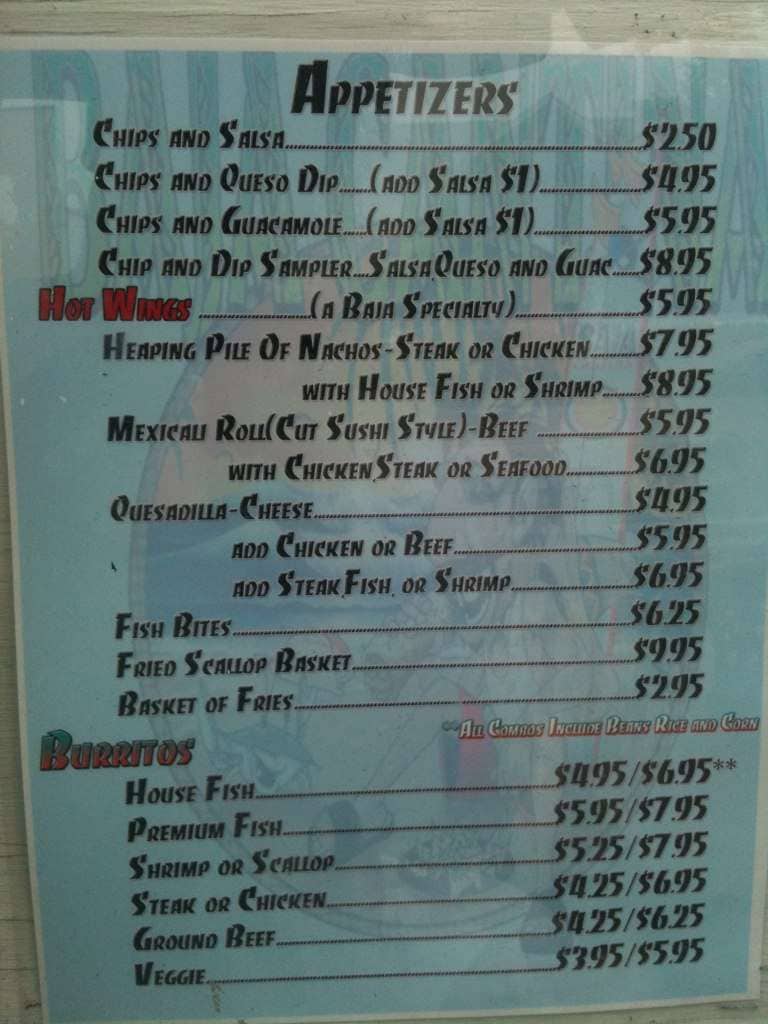 APPETIZERS
CHIPS AND SALSA......$2.50
CHIPS AND QUESO DIP......(ADD SALSA $1)......$4.95
CHIPS AND GUACAMOLE.....(ADD SALSA $1)......$5.95
CHIP AND DIP SAMPLER....SALSA,QUESO AND GUAC......$8.95
HOT WINGS ......(A BAJA SPECIALTY)......$5.95
HEAPING PILE OF NACHOS-STEAK OR CHICKEN......$7.95
WITH HOUSE FISH OR SHRIMP......$8.95
MEXICALI ROLL(CUT SUSHI STYLE)-BEEF ......$5.95
WITH CHICKEN,STEAK OR SEAFOOD......$6.95
QUESADILLA-CHEESE......$4.95
ADD CHICKEN OR BEEF......$5.95
ADD STEAK,FISH, OR SHRIMP......$6.95
FISH BITES......$6.25
FRIED SCALLOP BASKET......$9.95
BASKET OF FRIES......$2.95
**ALL COMBOS INCLUDE BEANS RICE AND CORN
BURRITOS
HOUSE FISH......$4.95/$6.95**
PREMIUM FISH......$5.95/$7.95
SHRIMP OR SCALLOP......$5.25/$7.95
STEAK OR CHICKEN......$4.25/$6.95
GROUND BEEF......$4.25/$6.25
VEGGIE......$3.95/$5.95